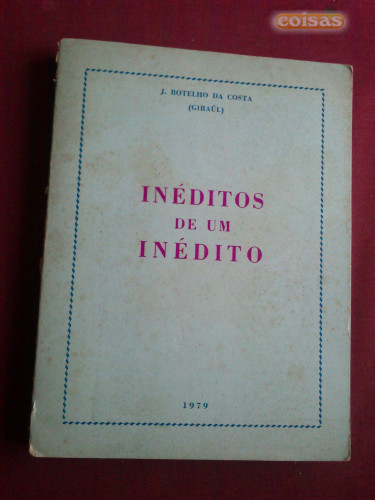 coisas
J. BOTELHO DA COSTA
(GIRAÚL)
INÉDITOS
DE UM
INÉDITO
1979